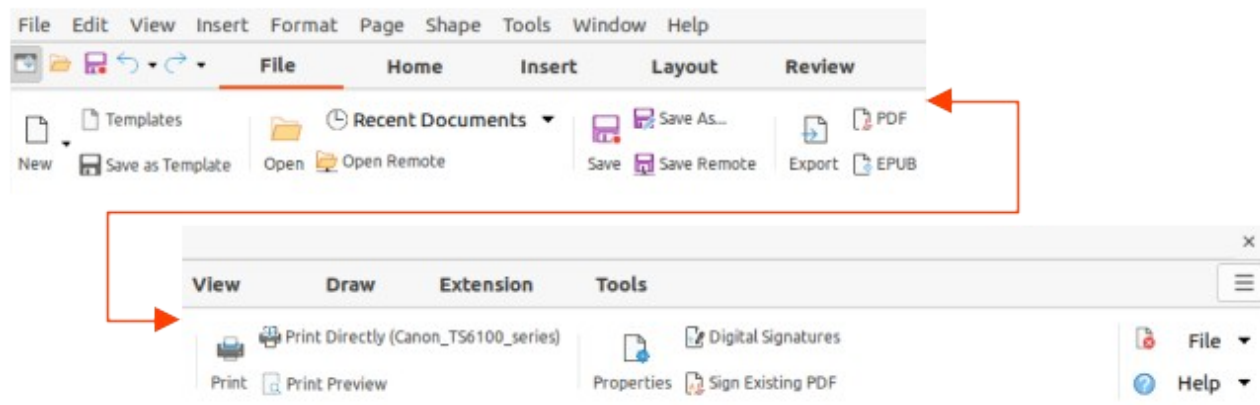 File Edit View Insert Format Page Shape Tools Window Help
File Home Insert Layout Review
Templates Recent Documents Save As... PDF
New Save as Template Open Open Remote Save Save Remote Export EPUB
View Draw Extension Tools
Print Directly (Canon_TS6100_series) Digital Signatures File
Print Print Preview Properties Sign Existing PDF Help